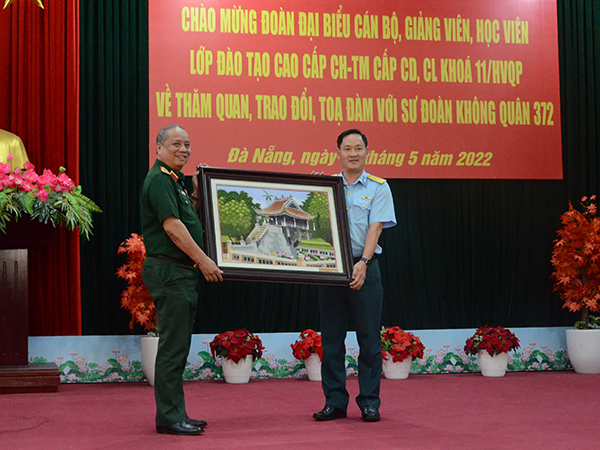 CHÀO MỪNG ĐOÀN ĐẠI BIỂU CÁN BỘ, GIẢNG VIÊN, HỌC VIÊN
LỚP ĐÀO TẠO CAO CẤP CH-TM CẤP CD, CL KHOÁ 11/HVQP
VỀ THĂM QUAN, TRAO ĐỔI, TOẠ ĐÀM VỚI SƯ ĐOÀN KHÔNG QUÂN 372
Đà Nẵng, ngày tháng 5 năm 2022